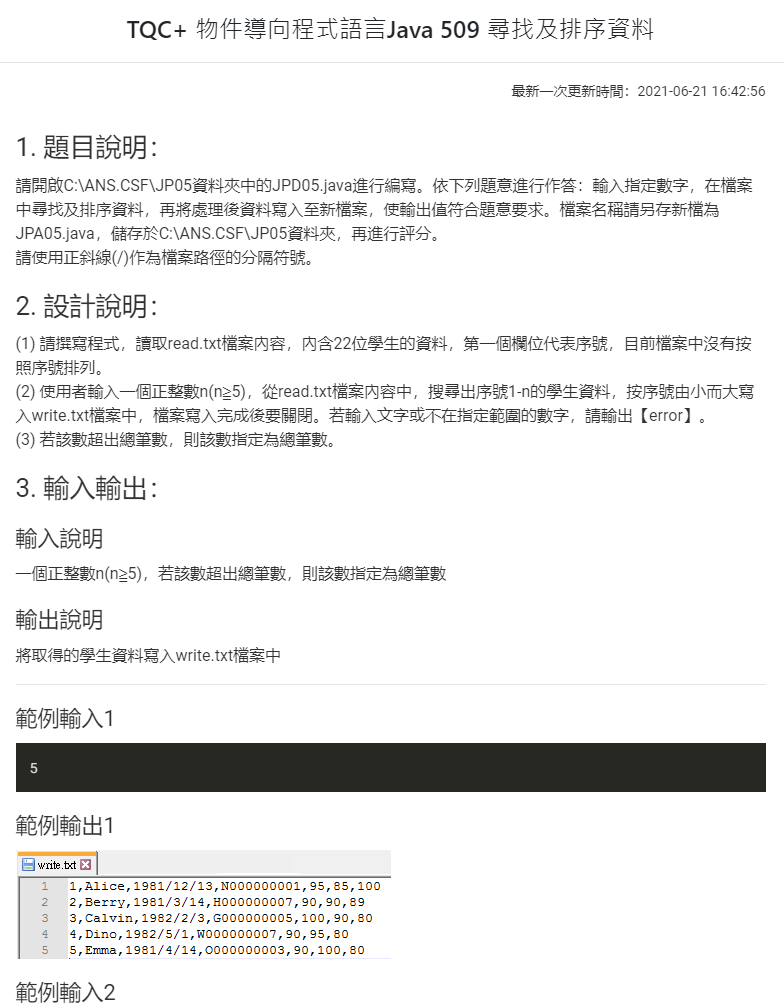 TQC+ 物件導向程式語言Java 509 尋找及排序資料
最新一次更新時間：2021-06-21 16:42:56
1. 題目說明：
請開啟C:\ANS.CSF\JP05資料夾中的JPD05.java進行編寫。依下列題意進行作答：輸入指定數字，在檔案
中尋找及排序資料，再將處理後資料寫入至新檔案，使輸出值符合題意要求。檔案名稱請另存新檔為
JPA05.java，儲存於C:\ANS.CSF\JP05資料夾，再進行評分。
請使用正斜線(/)作為檔案路徑的分隔符號。
2. 設計說明：
(1) 請撰寫程式，讀取read.txt檔案內容，內含22位學生的資料，第一個欄位代表序號，目前檔案中沒有按
照序號排列。
(2) 使用者輸入一個正整數n(n≧5)，從read.txt檔案內容中，搜尋出序號1-n的學生資料，按序號由小而大寫
入write.txt檔案中，檔案寫入完成後要關閉。若輸入文字或不在指定範圍的數字，請輸出【error】。
(3) 若該數超出總筆數，則該數指定為總筆數。
3. 輸入輸出：
輸入說明
一個正整數n(n≧5)，若該數超出總筆數，則該數指定為總筆數
輸出說明
將取得的學生資料寫入write.txt檔案中
範例輸入1
5
範例輸出1
write.txt
1 1,Alice,1981/12/13,N000000001,95,85,100
2 2,Berry,1981/3/14,H000000007,90,90,89
3 3,Calvin,1982/2/3,G000000005,100,90,80
4 4,Dino,1982/5/1,W000000007,90,95,80
5 5,Emma,1981/4/14,O000000003,90,100,80
範例輸入2